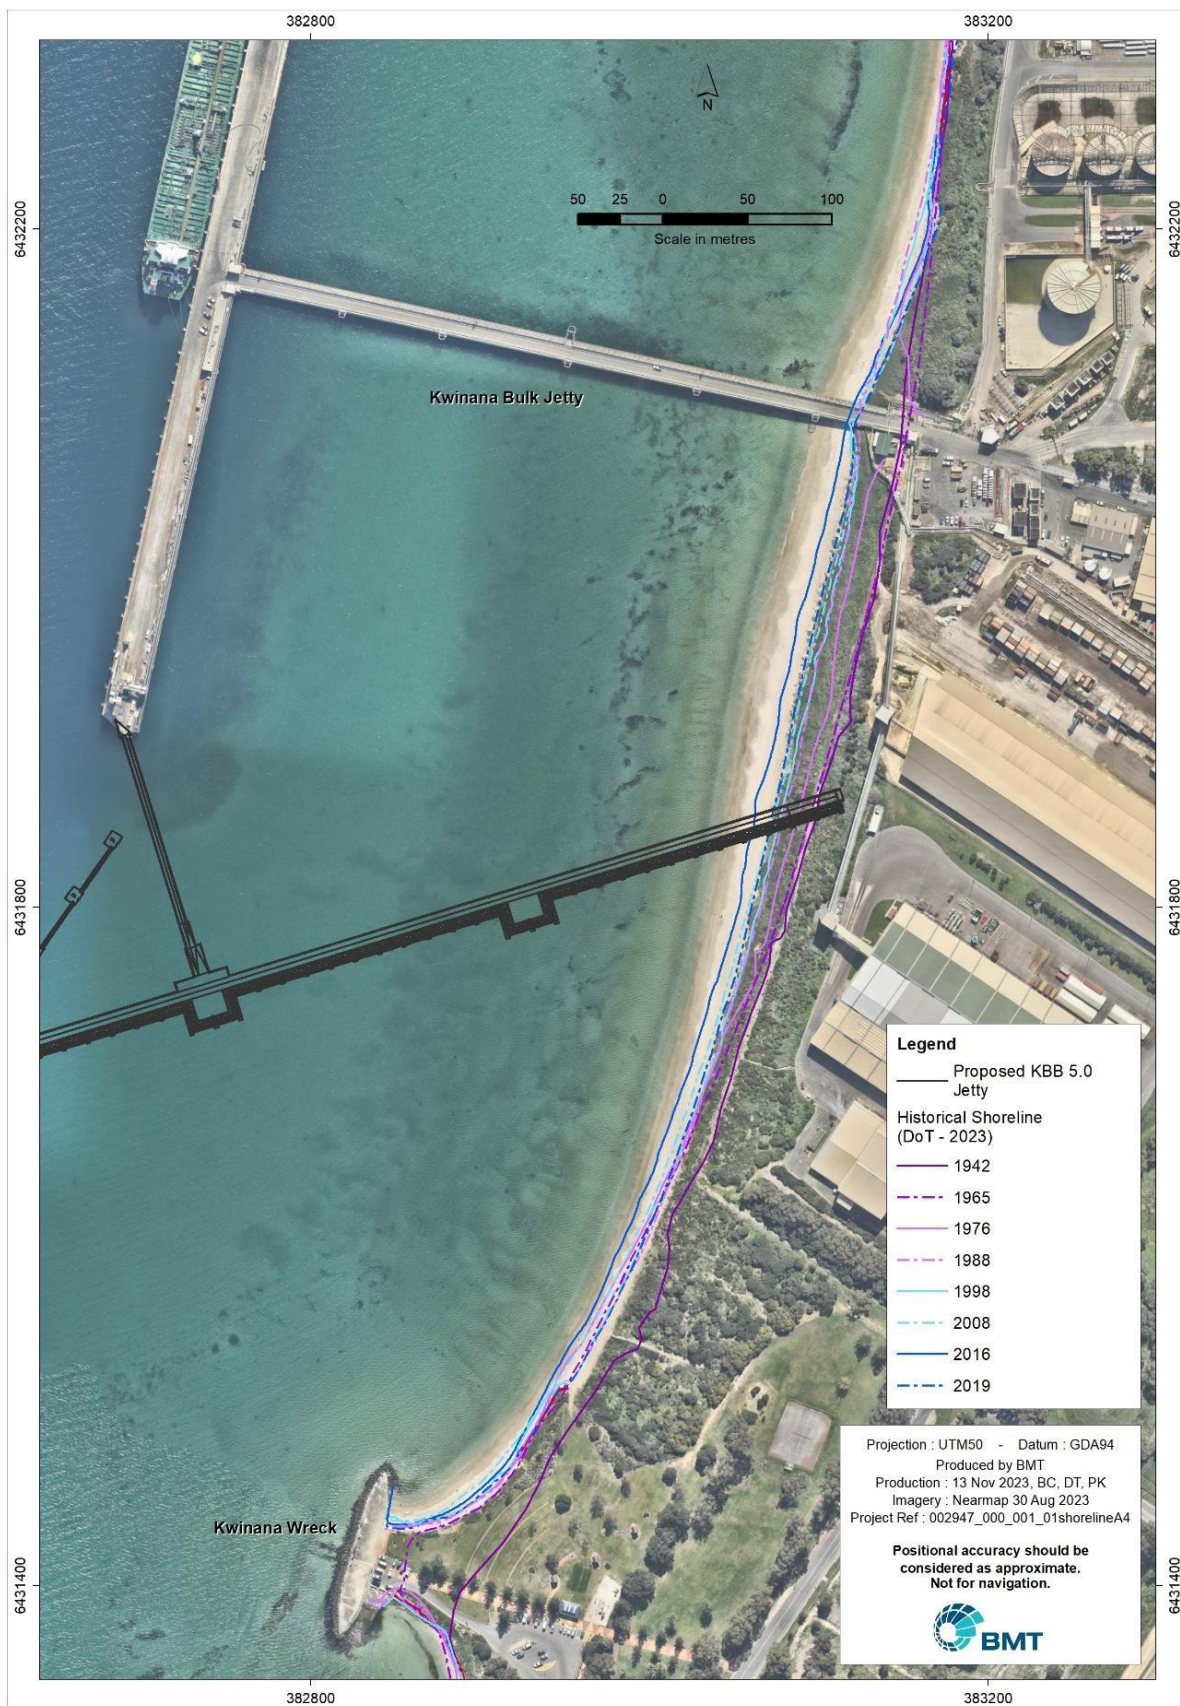 382800
383200
N
50 25 0 50 100
Scale in metres
6432200
6432200
Kwinana Bulk Jetty
6431800
6431800
Legend
Proposed KBB 5.0
Jetty
Historical Shoreline
(DoT - 2023)
1942
1965
1976
1988
1998
2008
2016
2019
Projection : UTM50 - Datum : GDA94
Produced by BMT
Production : 13 Nov 2023, BC, DT, PK
Imagery : Nearmap 30 Aug 2023
Project Ref : 002947_000_001_01shorelineA4
Positional accuracy should be
considered as approximate.
Not for navigation.
BMT
Kwinana Wreck
6431400
6431400
382800
383200